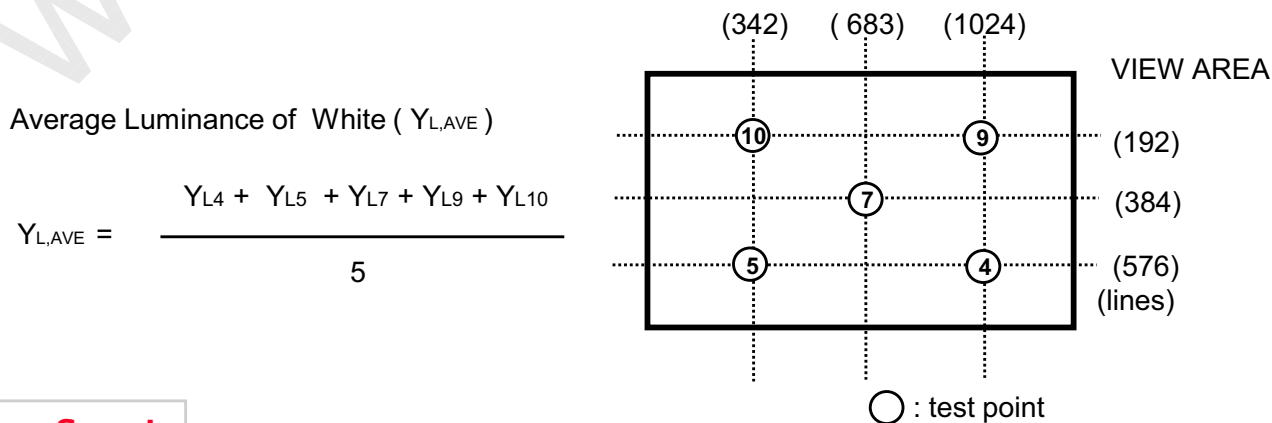 (342) ( 683) (1024)
VIEW AREA
Average Luminance of White ( YL,AVE )
YL,AVE =
YL4 + YL5 + YL7 + YL9 + YL10
5
10 9 (192)
7 (384)
5 4 (576)
(lines)
: test point